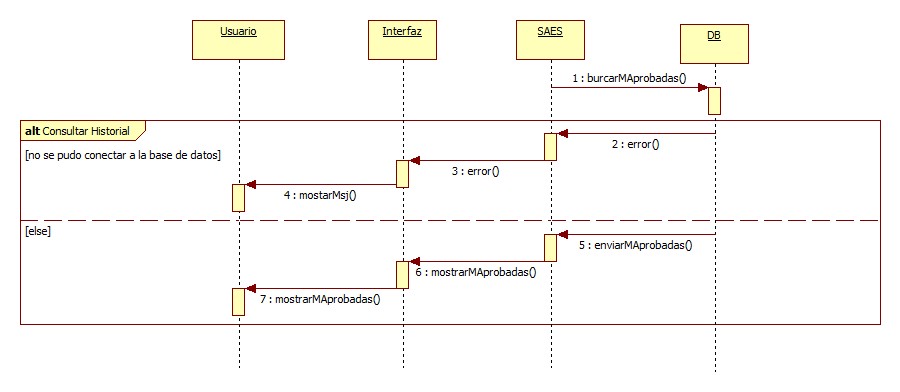 Usuario
Interfaz
SAES
DB
1 : burcarMAprobadas()
alt Consultar Historial
2 : error()
[no se pudo conectar a la base de datos]
3 : error()
4 : mostarMsj()
[else]
5 : enviarMAprobadas()
6 : mostrarMAprobadas()
7 : mostrarMAprobadas()